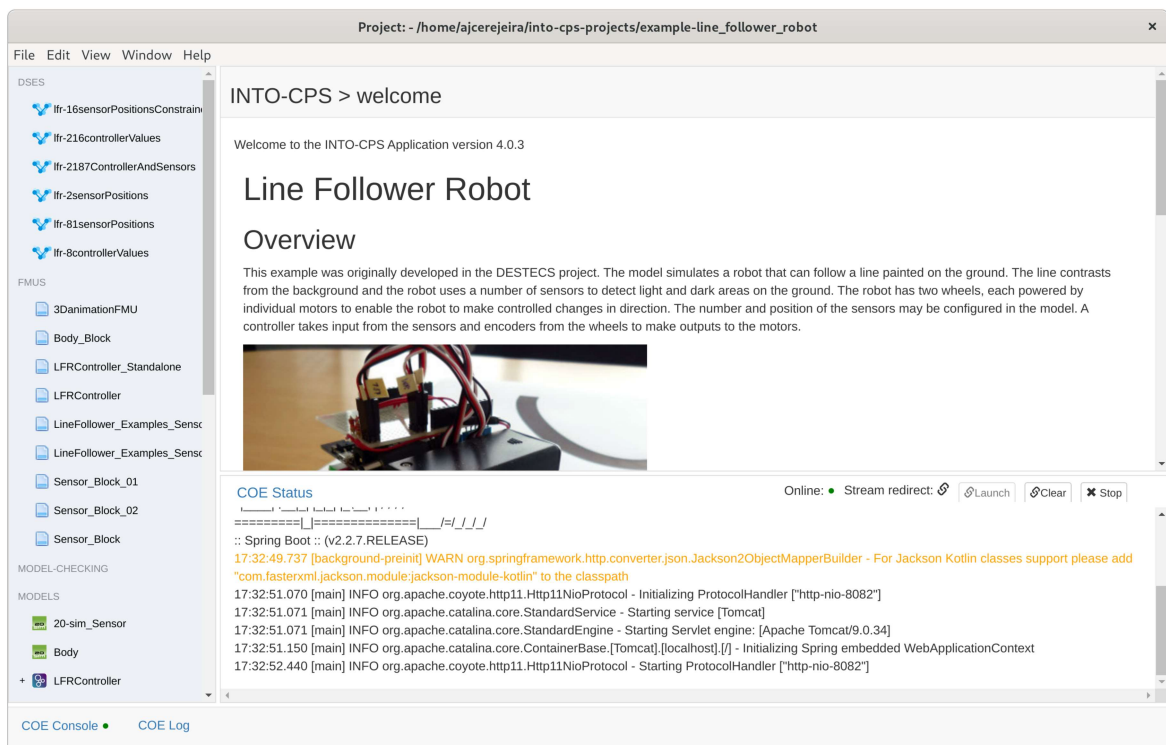 Project: - /home/ajcerejeira/into-cps-projects/example-line_follower_robot
File Edit View Window Help
DSES
lfr-16sensorPositionsConstraine
lfr-216controllerValues
lfr-2187ControllerAndSensors
lfr-2sensorPositions
lfr-81sensorPositions
lfr-8controllerValues
FMUS
3DanimationFMU
Body_Block
LFRController_Standalone
LFRController
LineFollower_Examples_Senso
LineFollower_Examples_Senso
Sensor_Block_01
Sensor_Block_02
Sensor_Block
MODEL-CHECKING
MODELS
20-sim_Sensor
Body
+ LFRController
INTO-CPS > welcome
Welcome to the INTO-CPS Application version 4.0.3
Line Follower Robot
Overview
This example was originally developed in the DESTECS project. The model simulates a robot that can follow a line painted on the ground. The line contrasts
from the background and the robot uses a number of sensors to detect light and dark areas on the ground. The robot has two wheels, each powered by
individual motors to enable the robot to make controlled changes in direction. The number and position of the sensors may be configured in the model. A
controller takes input from the sensors and encoders from the wheels to make outputs to the motors.
COE Status
Online: Stream redirect: Launch Clear Stop
=========|_|==============|___/=/_/_/_/
:: Spring Boot :: (v2.2.7.RELEASE)
17:32:49.737 [background-preinit] WARN org.springframework.http.converter.json.Jackson2ObjectMapperBuilder - For Jackson Kotlin classes support please add
"com.fasterxml.jackson.module:jackson-module-kotlin" to the classpath
17:32:51.070 [main] INFO org.apache.coyote.http11.Http11NioProtocol - Initializing ProtocolHandler ["http-nio-8082"]
17:32:51.071 [main] INFO org.apache.catalina.core.StandardService - Starting service [Tomcat]
17:32:51.071 [main] INFO org.apache.catalina.core.StandardEngine - Starting Servlet engine: [Apache Tomcat/9.0.34]
17:32:51.150 [main] INFO org.apache.catalina.core.ContainerBase.[Tomcat].[localhost].[/] - Initializing Spring embedded WebApplicationContext
17:32:52.440 [main] INFO org.apache.coyote.http11.Http11NioProtocol - Starting ProtocolHandler ["http-nio-8082"]
COE Console COE Log